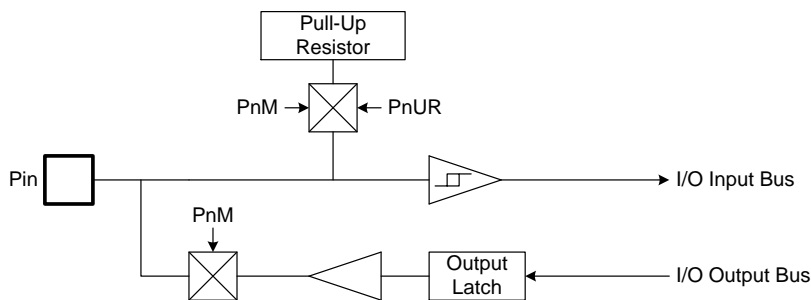 Pull-Up
Resistor
PnM
PnUR
Pin
I/O Input Bus
PnM
Output
Latch
I/O Output Bus